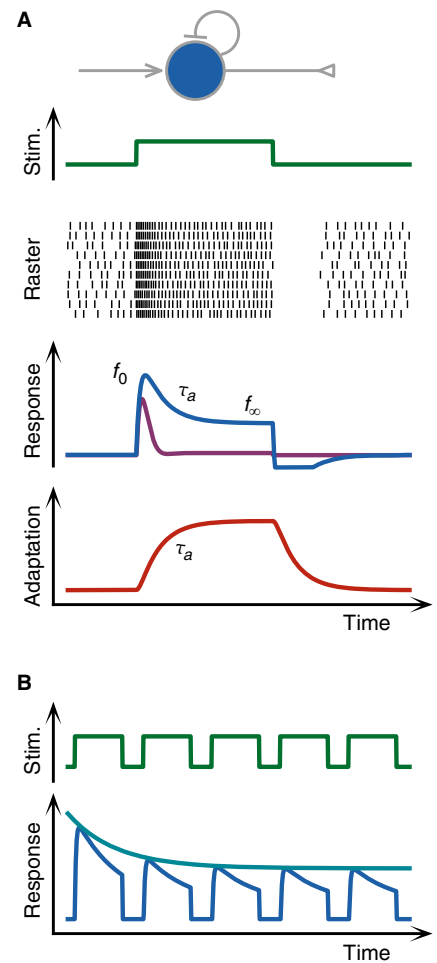 A
Stim.
Raster
Response
f0
τa
f∞
Adaptation
τa
Time
B
Stim.
Response
Time